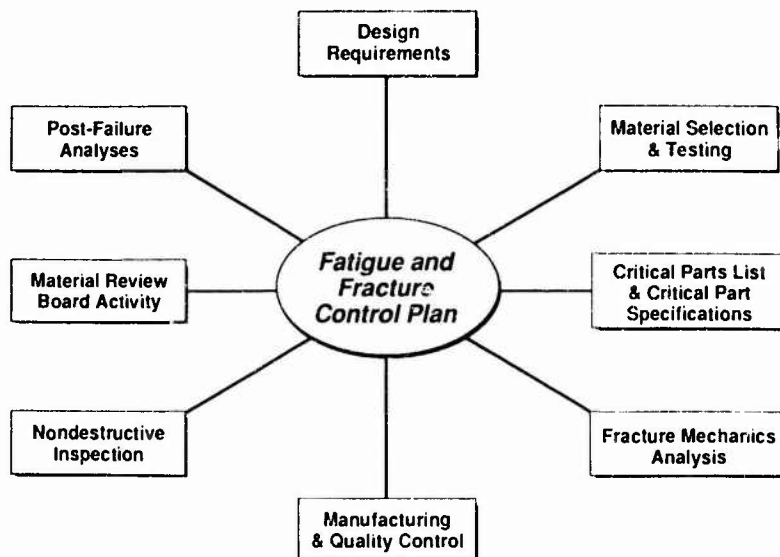 Design
Requirements
Post-Failure
Analyses
Material Selection
& Testing
Fatigue and
Fracture
Control Plan
Material Review
Board Activity
Critical Parts List
& Critical Part
Specifications
Nondestructive
Inspection
Fracture Mechanics
Analysis
Manufacturing
& Quality Control